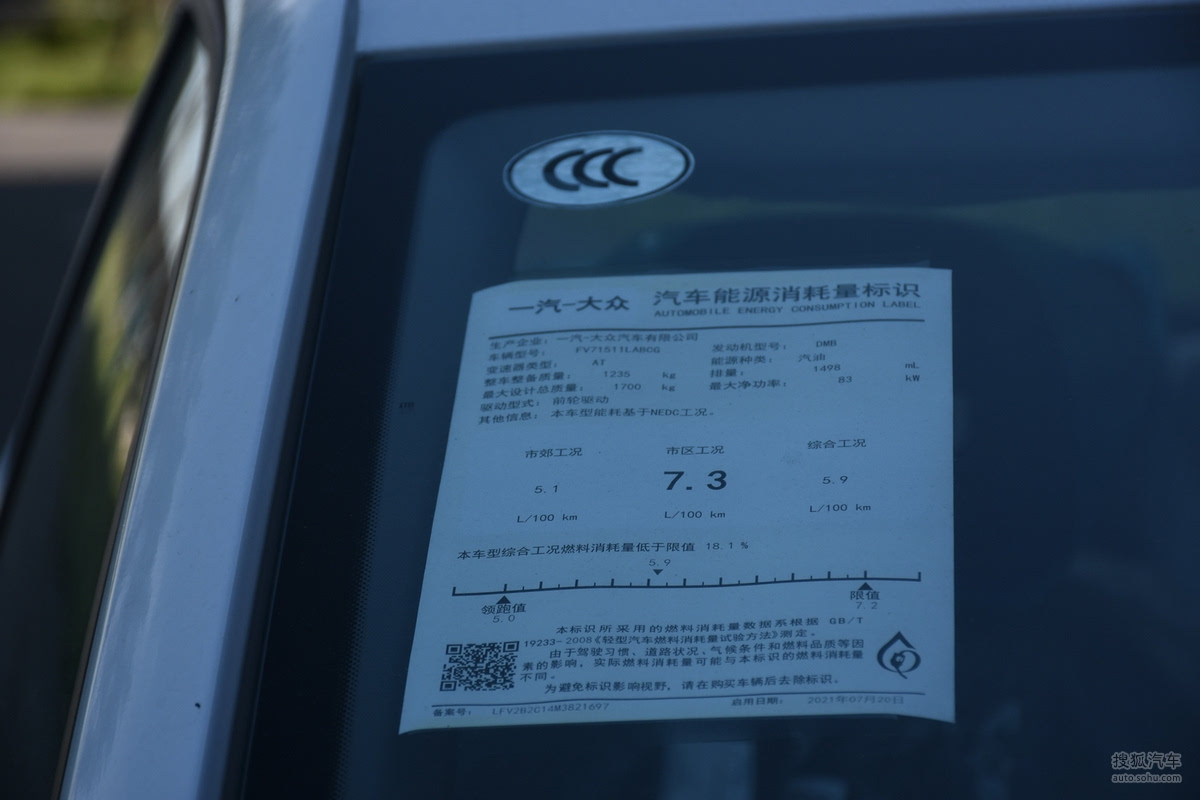 CCC
一汽-大众 汽车能源消耗量标识
AUTOMOBILE ENERGY CONSUMPTION LABEL
生产企业: 一汽-大众汽车有限公司
车辆型号: FV71511LABCG 发动机型号: DMB
变速器类型: AT 能源种类: 汽油
整车整备质量: 1235 kg 排量: 1498 mL
最大设计总质量: 1700 kg 最大净功率: 83 kW
驱动型式: 前轮驱动
其他信息: 本车型能耗基于NEDC工况。
市郊工况 市区工况 综合工况
5.1 7.3 5.9
L/100 km L/100 km L/100 km
本车型综合工况燃料消耗量低于限值 18.1 %
5.9
领跑值 限值
5.0 7.2
本标识所采用的燃料消耗量数据系根据 GB/T
19233-2008《轻型汽车燃料消耗量试验方法》测定。
由于驾驶习惯、道路状况、气候条件和燃料品质等因
素的影响, 实际燃料消耗量可能与本标识的燃料消耗量
不同。
为避免标识影响视野, 请在购买车辆后去除标识。
备案号: LFV2B2C14M3821697 启用日期: 2021年07月20日
搜狐汽车
auto.sohu.com